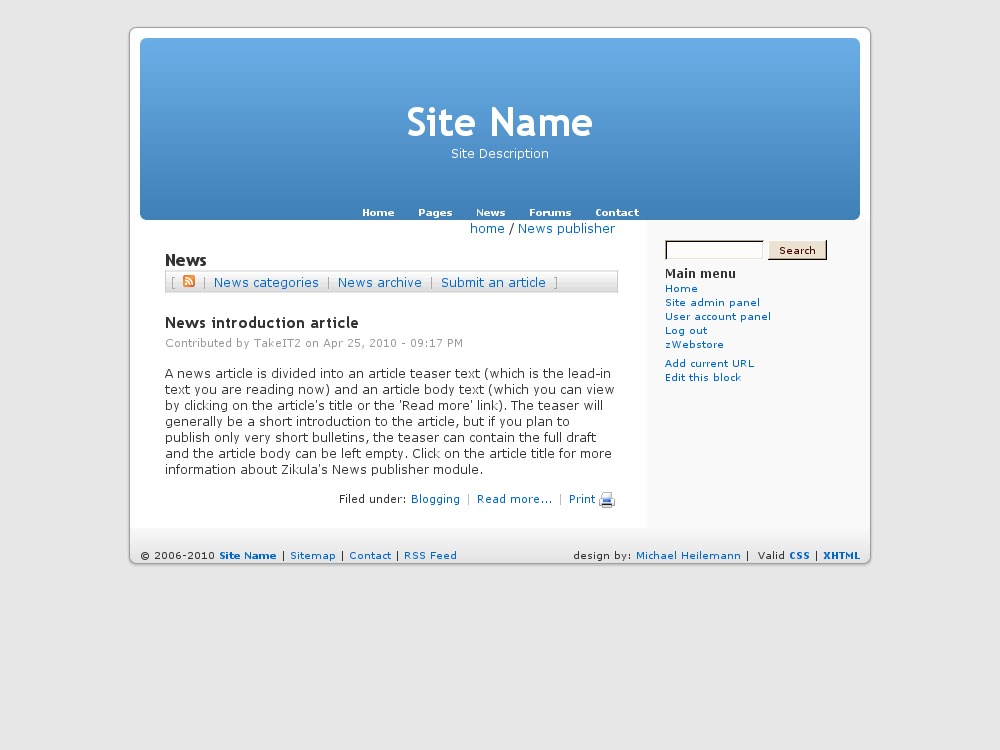 Site Name
Site Description
Home Pages News Forums Contact
home / News publisher
News
[ | News categories | News archive | Submit an article ]
News introduction article
Contributed by TakeIT2 on Apr 25, 2010 - 09:17 PM
A news article is divided into an article teaser text (which is the lead-in
text you are reading now) and an article body text (which you can view
by clicking on the article's title or the 'Read more' link). The teaser will
generally be a short introduction to the article, but if you plan to
publish only very short bulletins, the teaser can contain the full draft
and the article body can be left empty. Click on the article title for more
information about Zikula's News publisher module.
Filed under: Blogging | Read more... | Print
Search
Main menu
Home
Site admin panel
User account panel
Log out
zWebstore
Add current URL
Edit this block
© 2006-2010 Site Name | Sitemap | Contact | RSS Feed
design by: Michael Heilemann | Valid CSS | XHTML